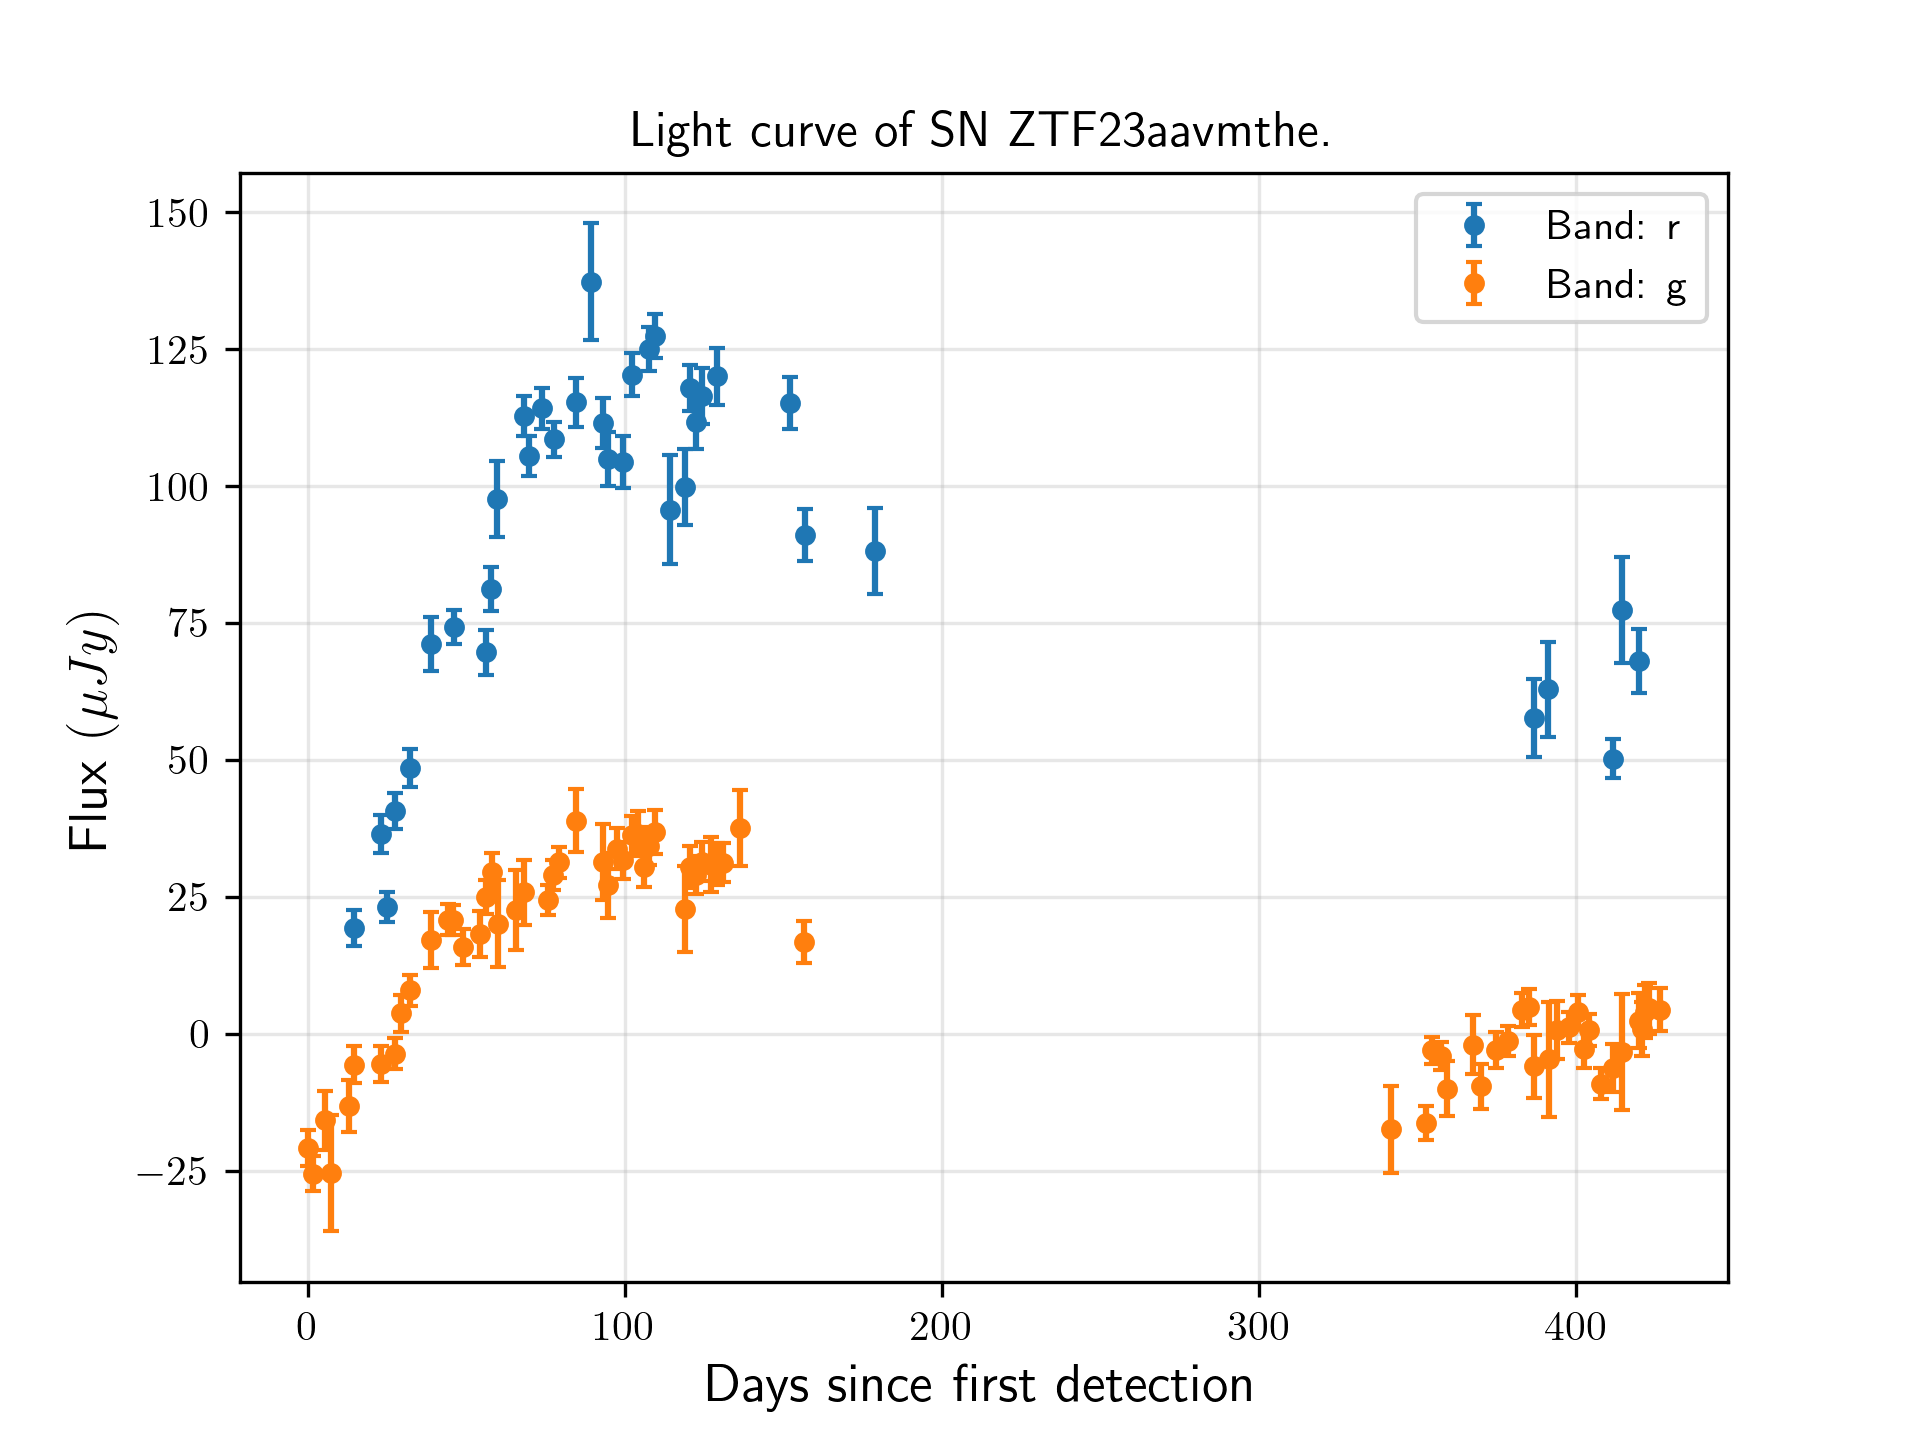 Light curve of SN ZTF23aavmthe.
Band: r
Band: g
150
125
100
75
50
25
0
−25
Flux (μJy)
0 100 200 300 400
Days since first detection